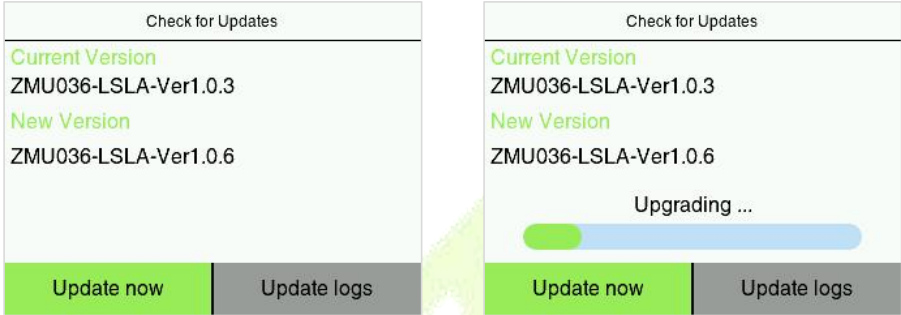 Check for Updates
Current Version
ZMU036-LSLA-Ver1.0.3
New Version
ZMU036-LSLA-Ver1.0.6
Update now
Update logs
Check for Updates
Current Version
ZMU036-LSLA-Ver1.0.3
New Version
ZMU036-LSLA-Ver1.0.6
Upgrading ...
Update now
Update logs